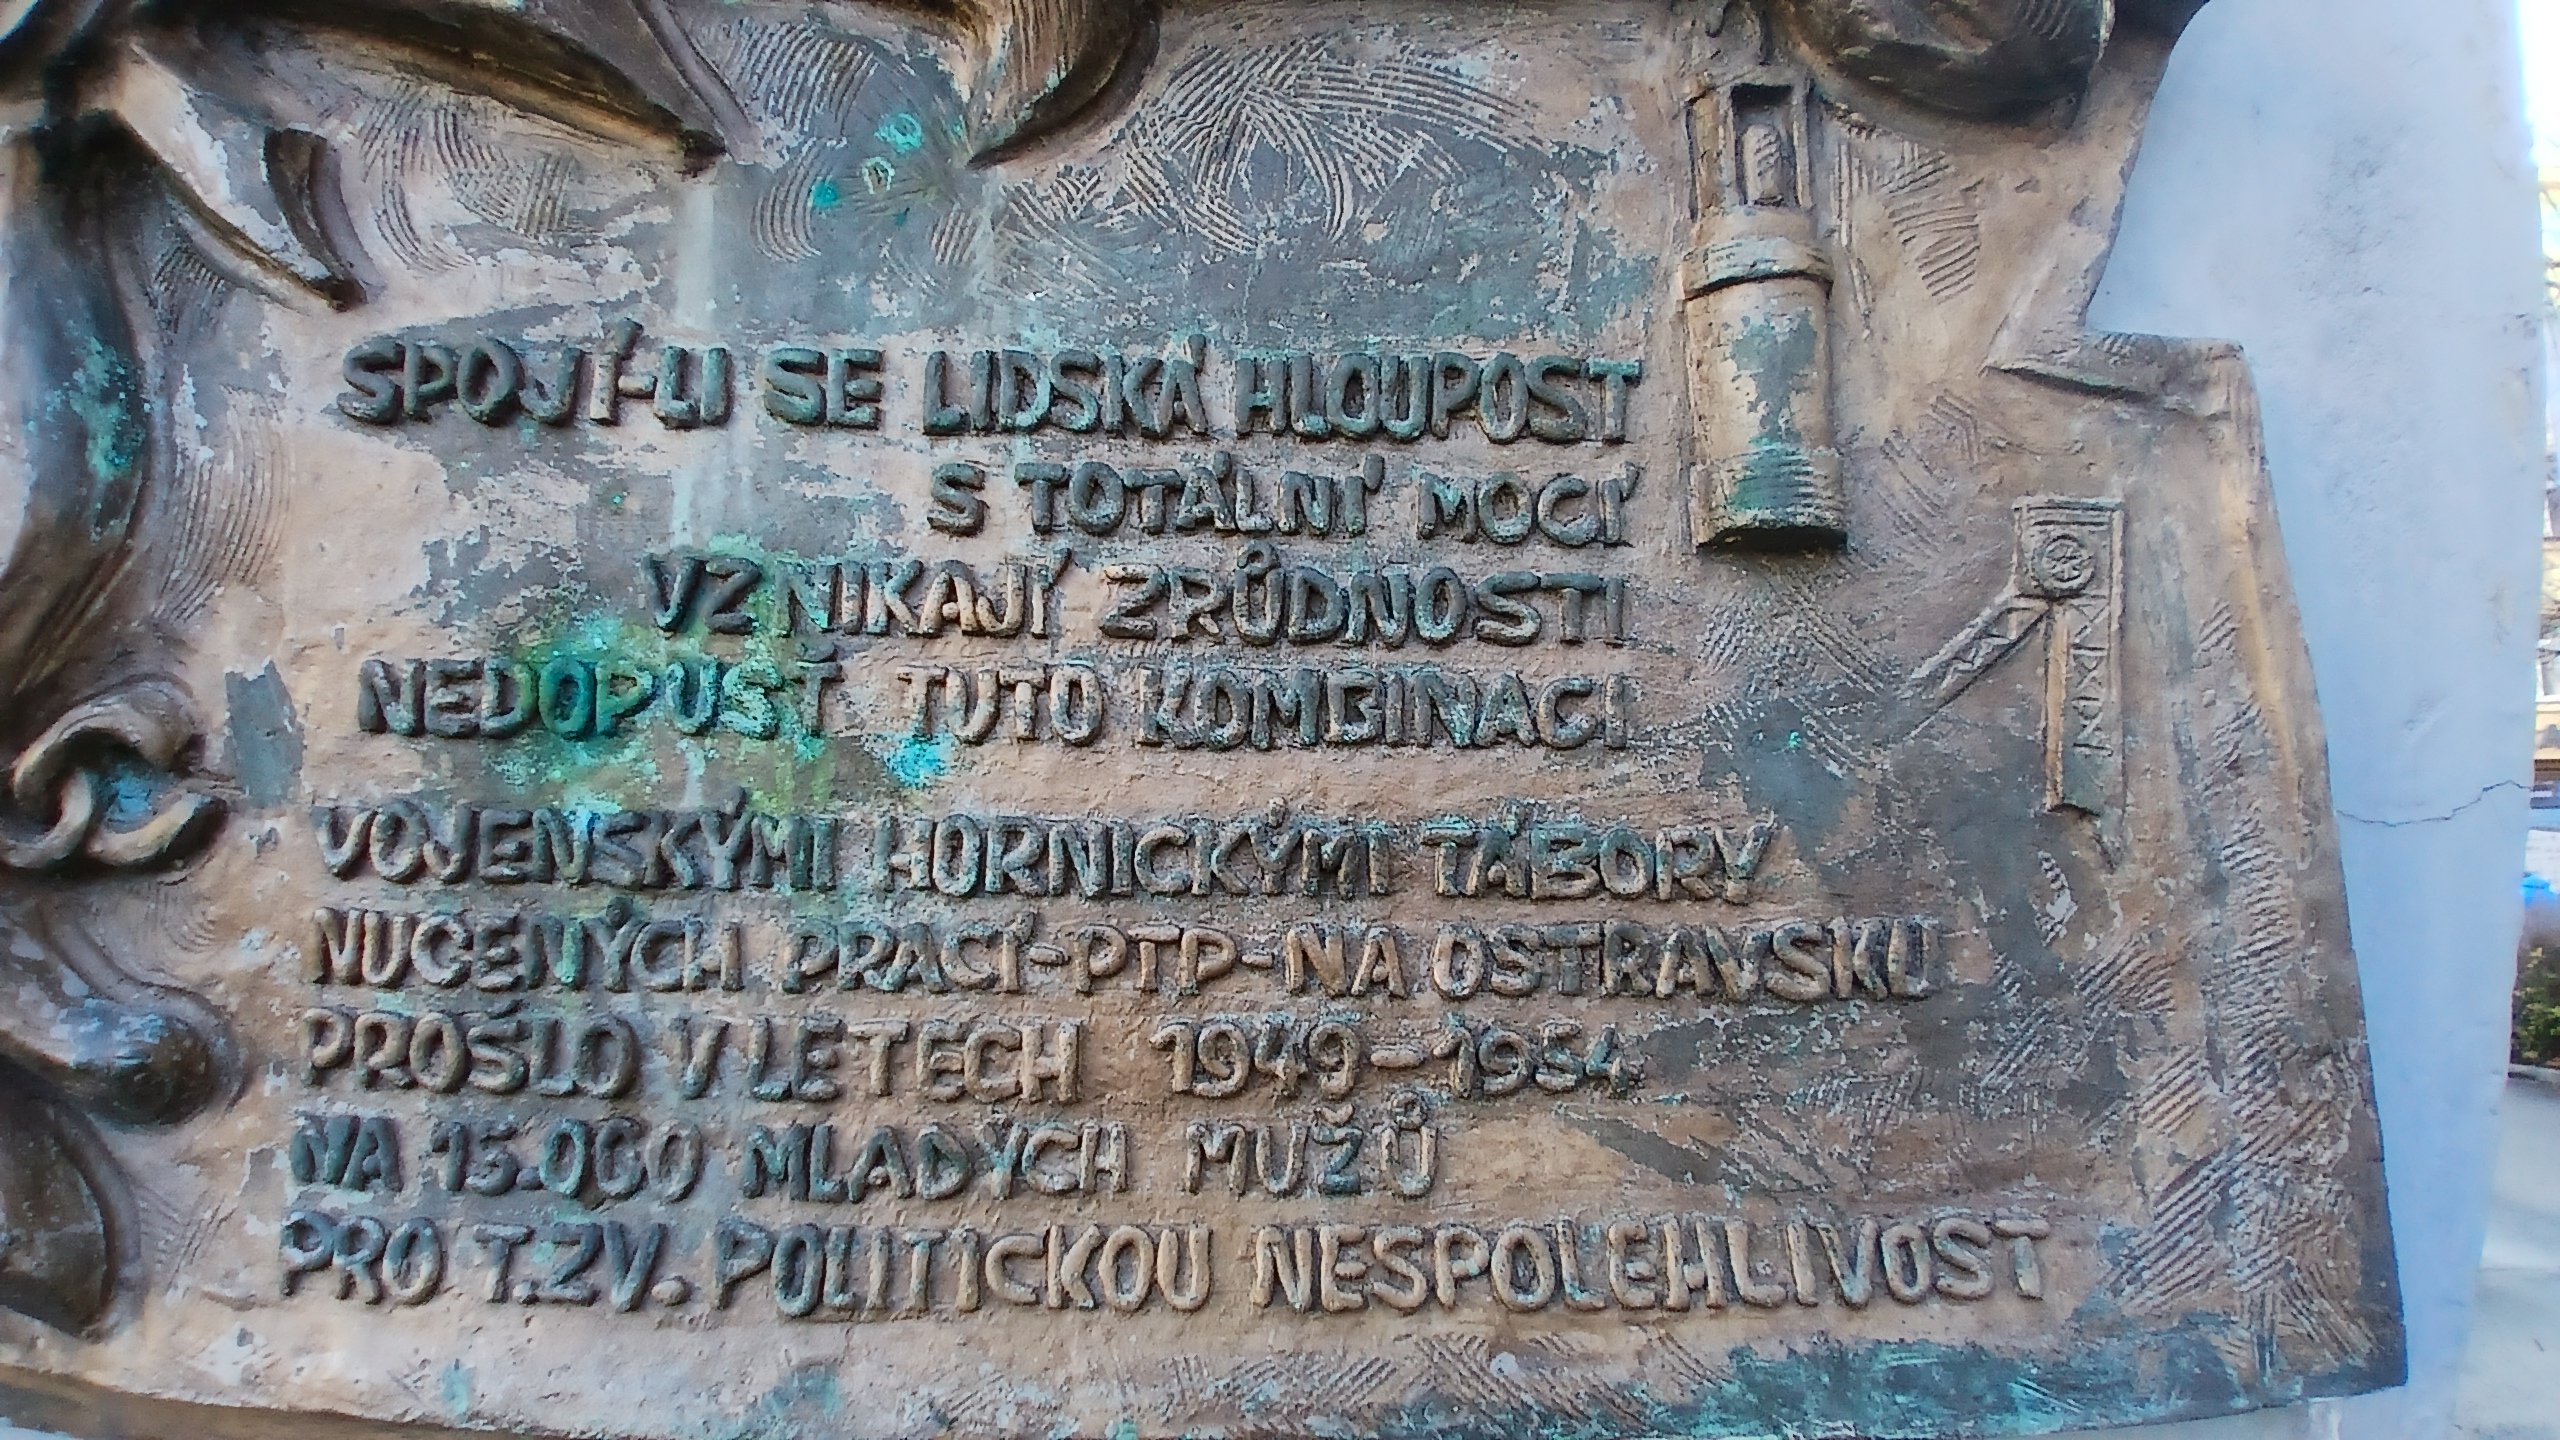 SPOJÍ-LI SE LIDSKÁ HLOUPOST
S TOTÁLNÍ MOCÍ
VZNIKAJÍ ZRŮDNOSTI
NEDOPUSŤ TUTO KOMBINACI
VOJENSKÝMI HORNICKÝMI TÁBORY
NUCENÝCH PRACÍ-PTP-NA OSTRAVSKU
PROŠLO V LETECH 1949-1954
NA 15.000 MLADÝCH MUŽŮ
PRO T.ZV. POLITICKOU NESPOLEHLIVOST